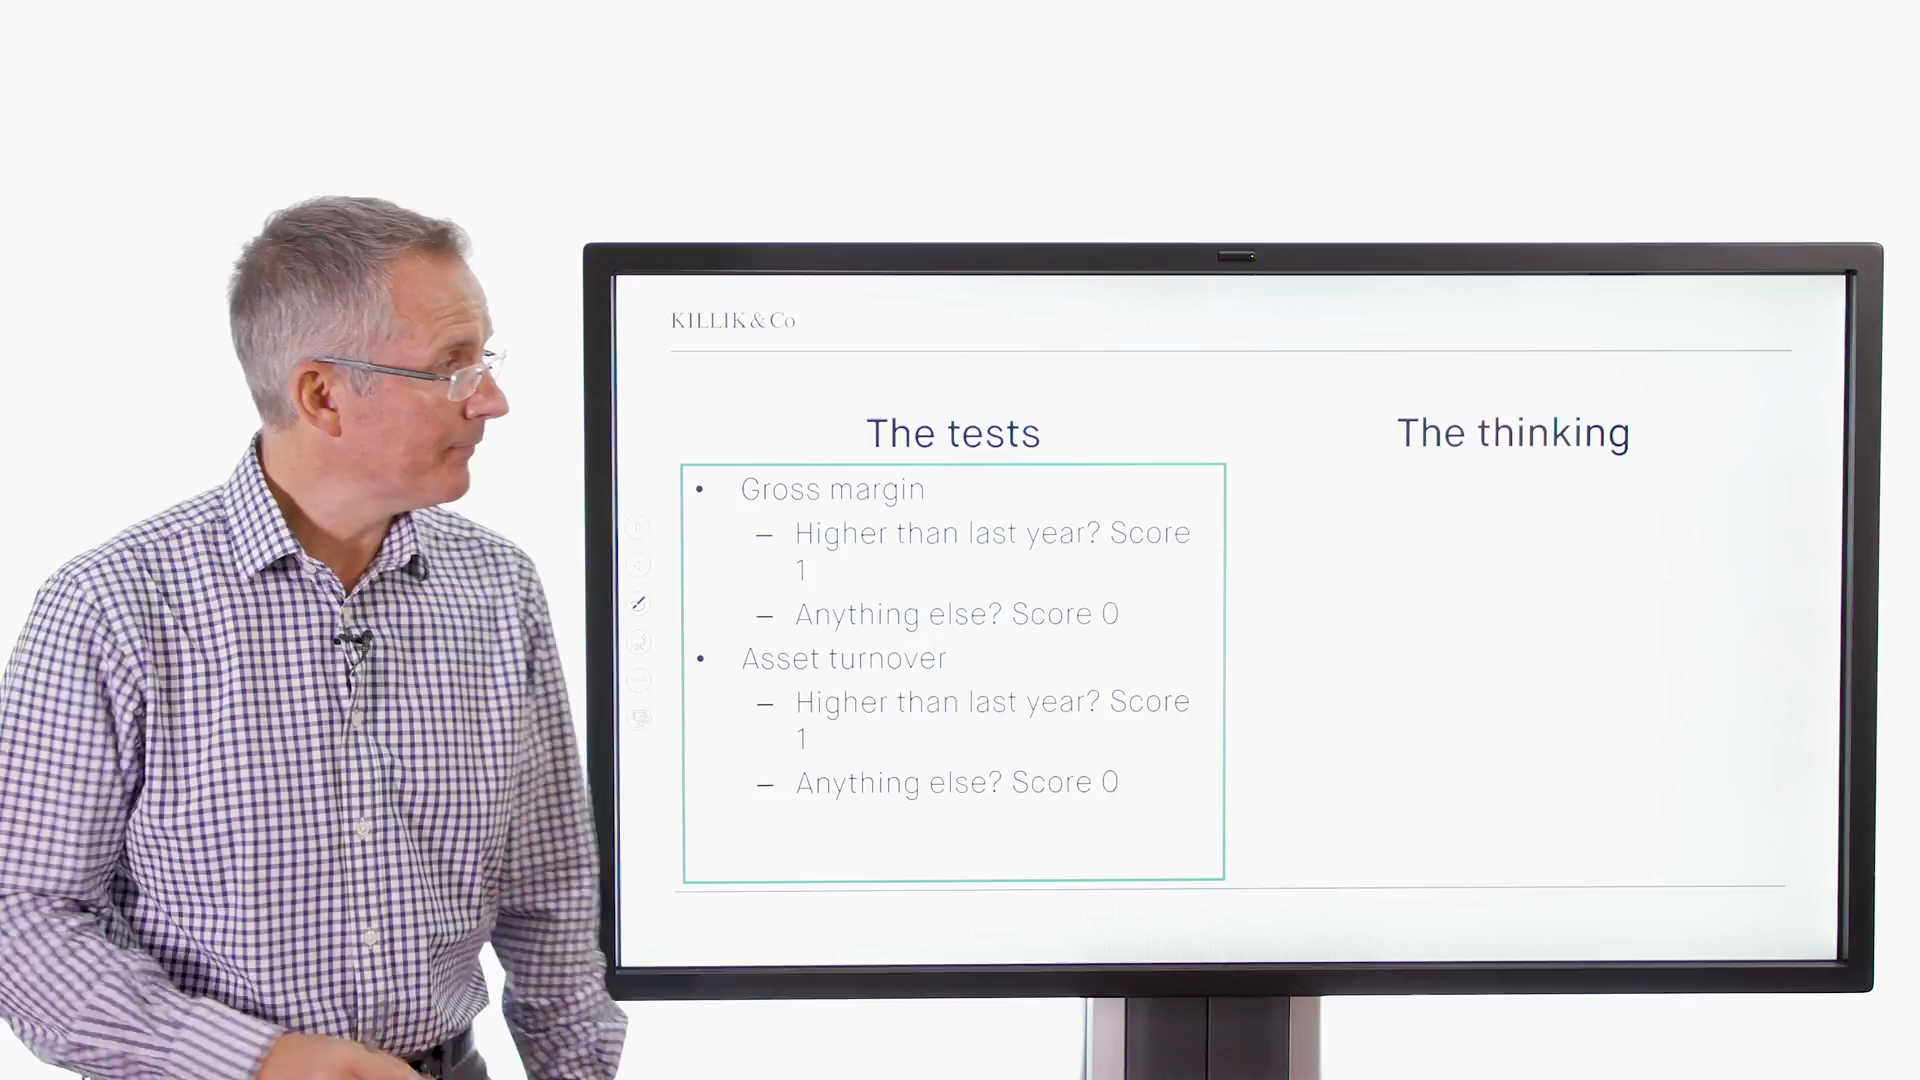 KILLIK & Co
The tests
The thinking
• Gross margin
– Higher than last year? Score
1
– Anything else? Score 0
• Asset turnover
– Higher than last year? Score
1
– Anything else? Score 0